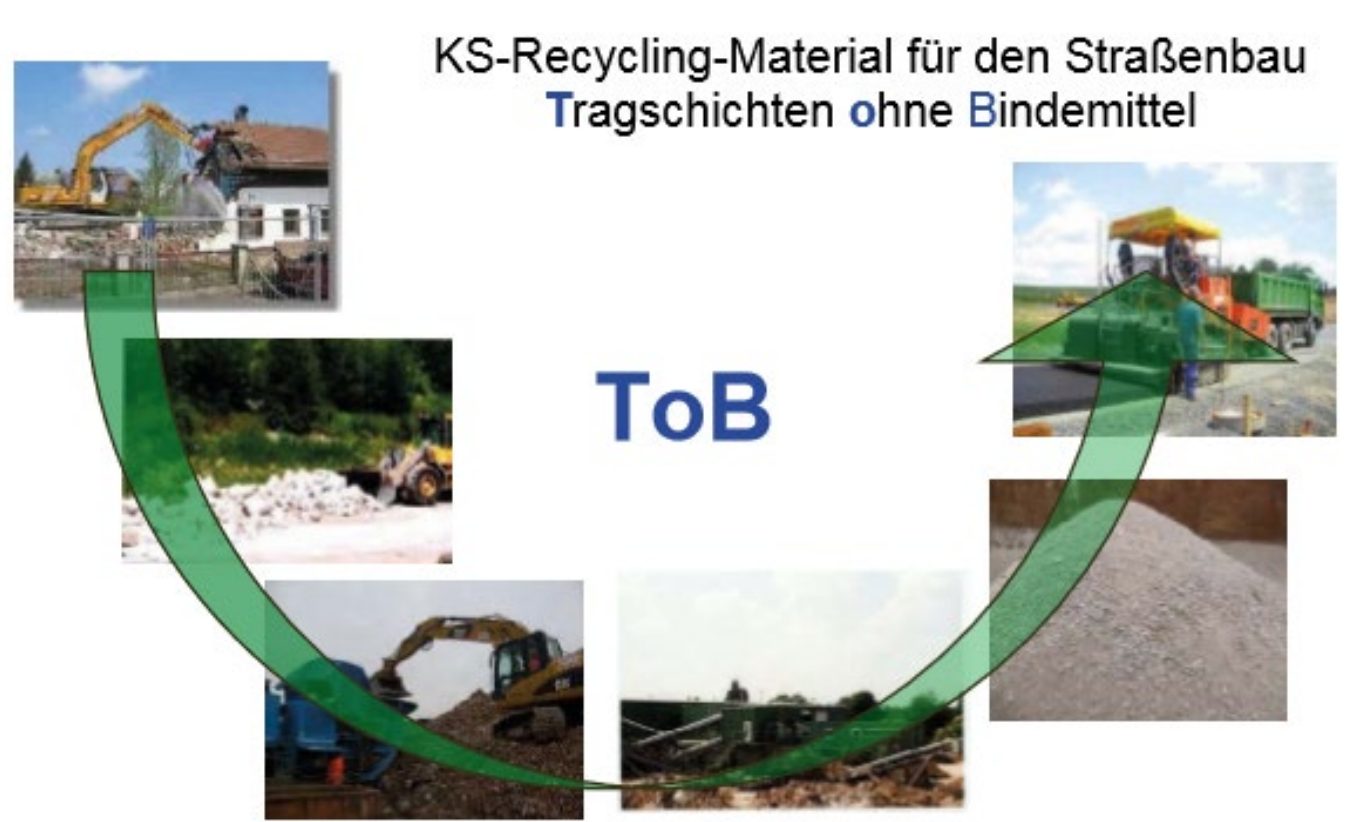 KS-Recycling-Material für den Straßenbau
Tragschichten ohne Bindemittel
ToB